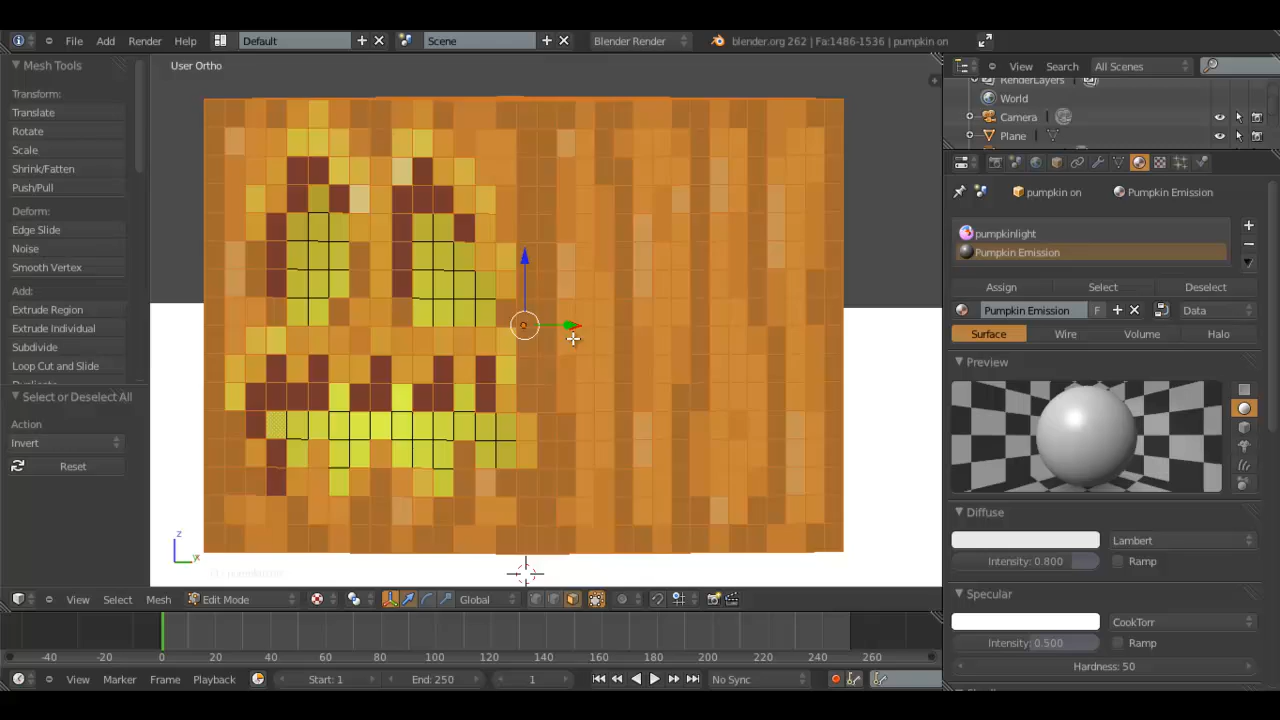 File Add Render Help Default Scene Blender Render blender.org 262 | Fa:1486-1536 | pumpkin on
Mesh Tools
Transform:
Translate
Rotate
Scale
Shrink/Fatten
Push/Pull
Deform:
Edge Slide
Noise
Smooth Vertex
Add:
Extrude Region
Extrude Individual
Subdivide
Loop Cut and Slide
Select or Deselect All
Action
Invert
Reset
User Ortho
z
View Select Mesh Edit Mode Global
-40 -20 0 20 40 60 80 100 120 140 160 180 200 220 240 260
View Marker Frame Playback Start: 1 End: 250 1 No Sync
View Search All Scenes
RenderLayers
World
Camera
Plane
pumpkin on Pumpkin Emission
pumpkinlight
Pumpkin Emission
Assign Select Deselect
Pumpkin Emission F Data
Surface Wire Volume Halo
Preview
Diffuse
Lambert
Intensity: 0.800 Ramp
Specular
CookTorr
Intensity: 0.500 Ramp
Hardness: 50